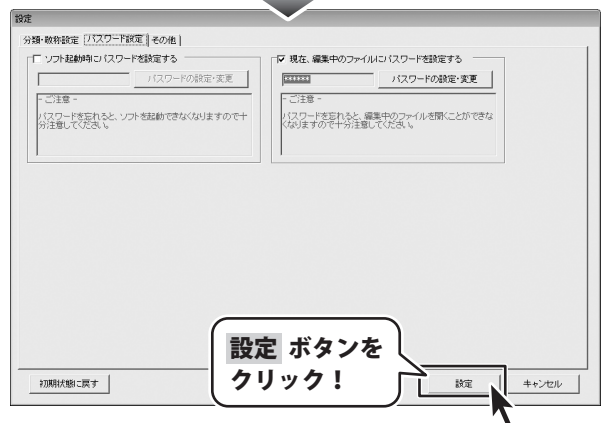 設定
分類・敬称設定 パスワード設定 その他
ソフト起動時にパスワードを設定する
パスワードの設定・変更
- ご注意 -
パスワードを忘れると、ソフトを起動できなくなりますので十
分注意してください。
現在、編集中のファイルにパスワードを設定する
******
パスワードの設定・変更
- ご注意 -
パスワードを忘れると、編集中のファイルを開くことができな
くなりますので十分注意してください。
設定 ボタンを
クリック！
初期状態に戻す
設定
キャンセル